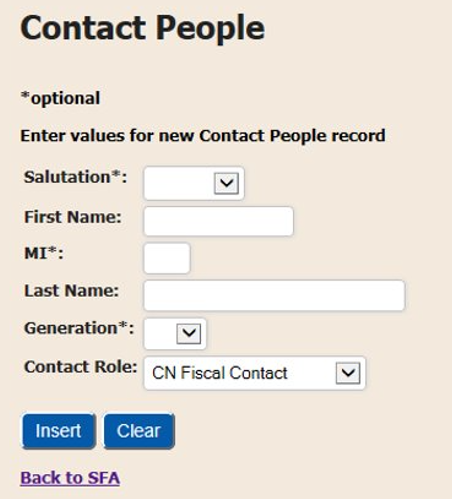 Contact People
*optional
Enter values for new Contact People record
Salutation*:
First Name:
MI*:
Last Name:
Generation*:
Contact Role: CN Fiscal Contact
Insert Clear
Back to SFA